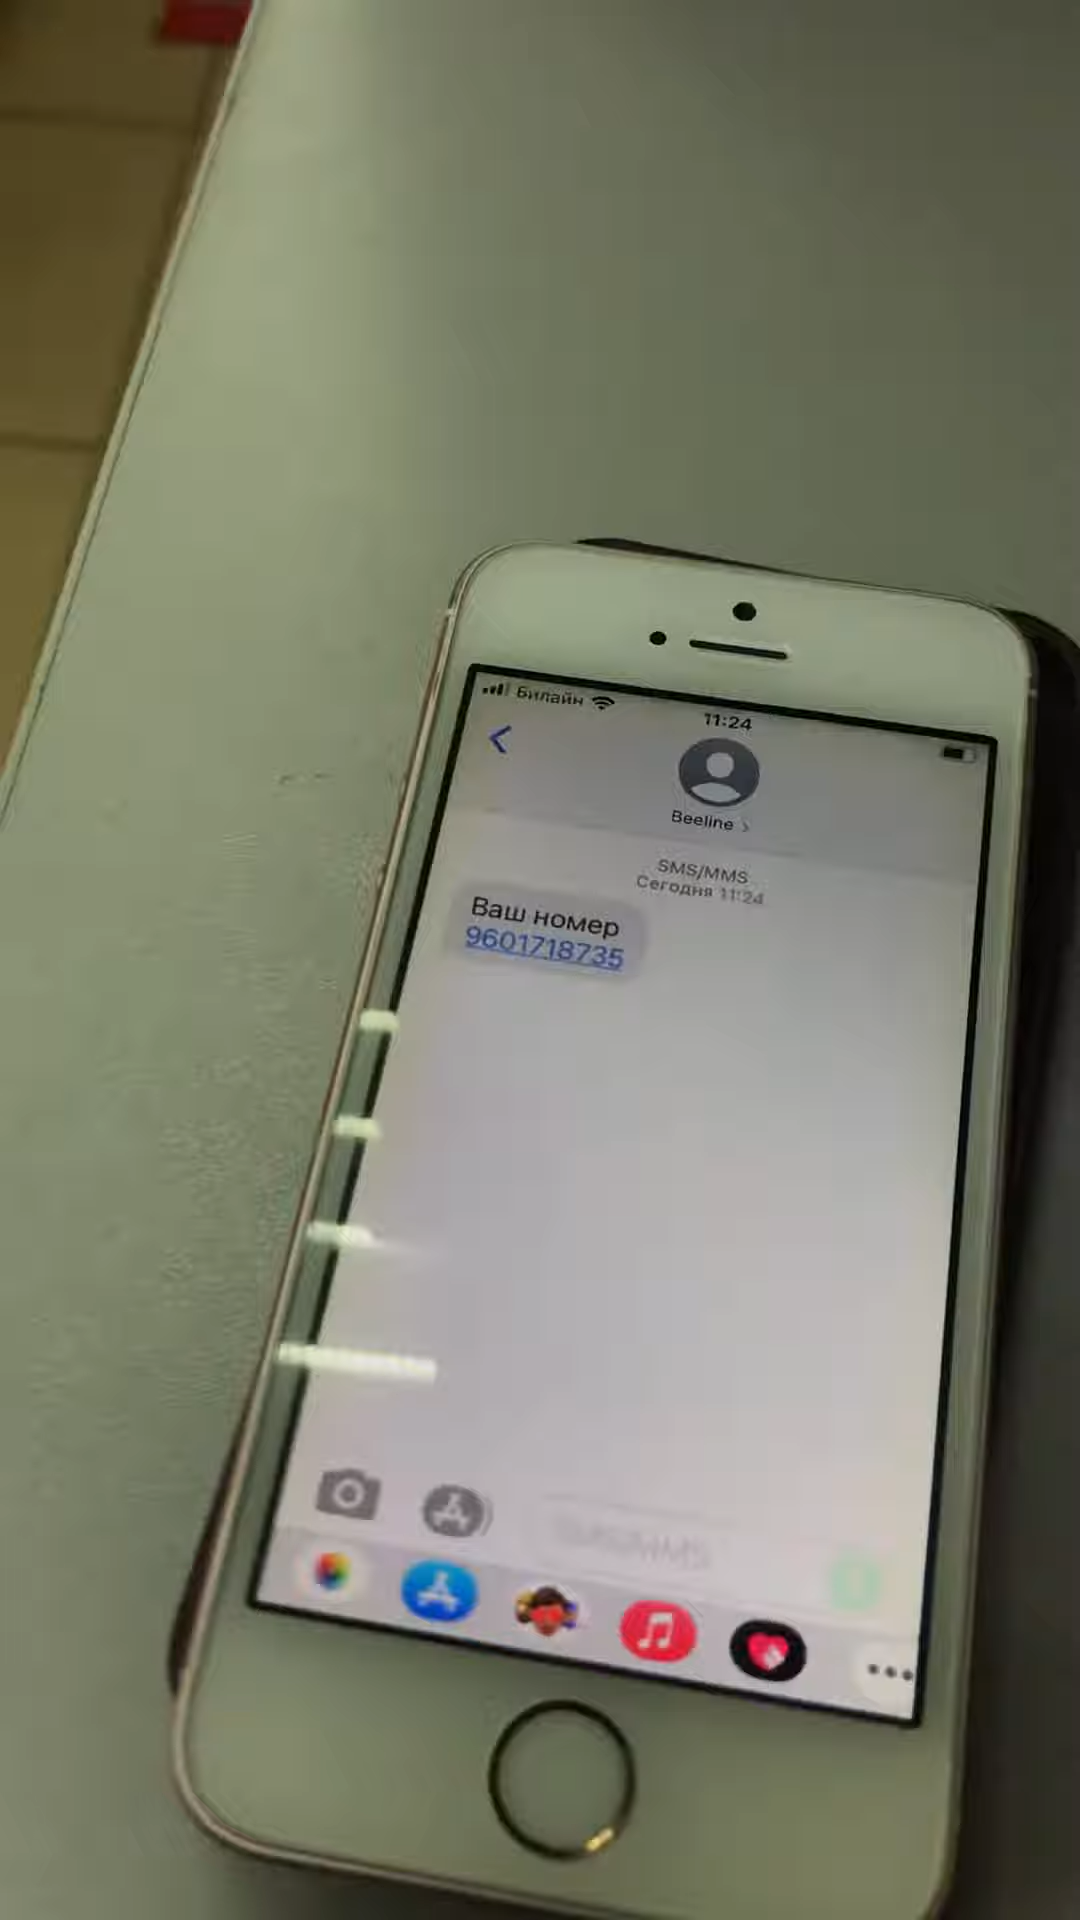 Билайн
11:24
Beeline >
SMS/MMS
Сегодня 11:24
Ваш номер
9601718735